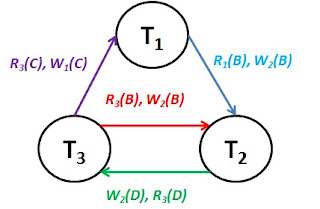 T1
R3(C), W1(C)
R1(B), W2(B)
R3(B), W2(B)
T3
T2
W2(D), R3(D)